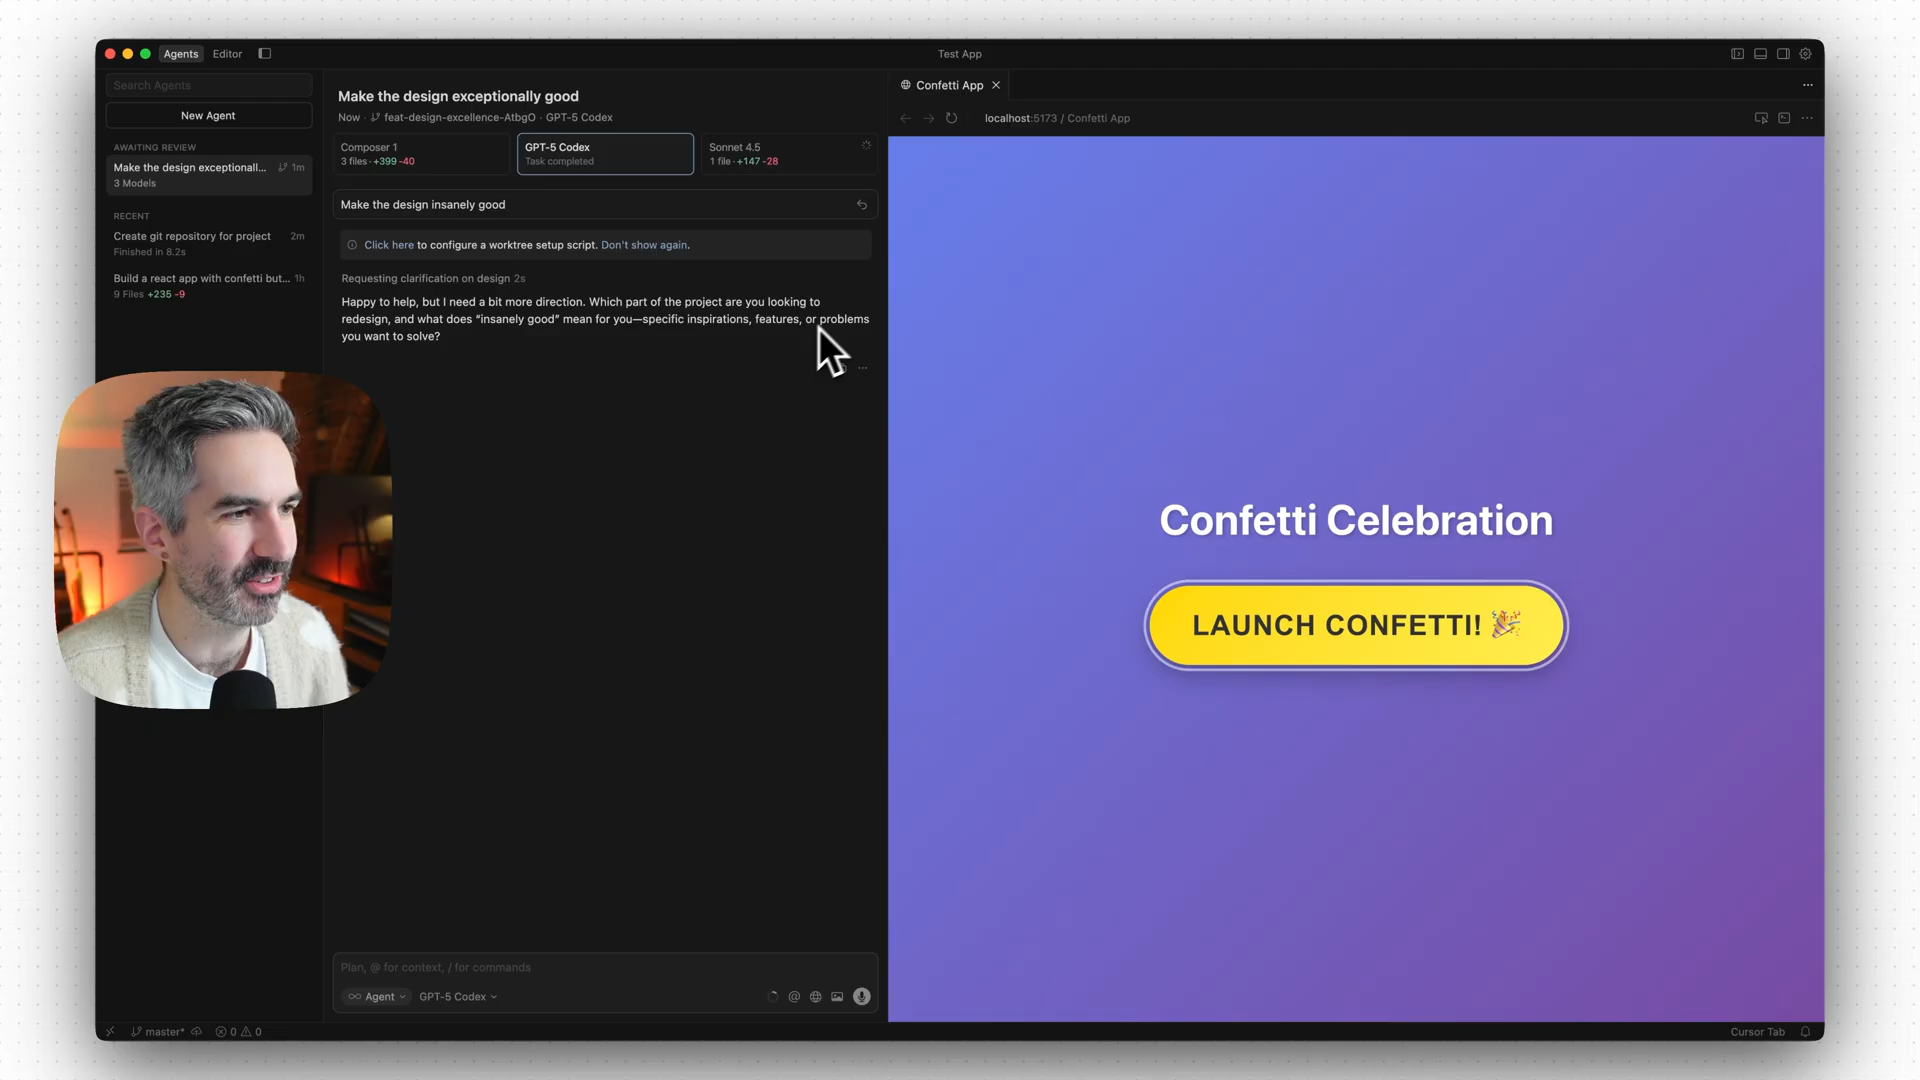 Agents
Editor
Test App
Search Agents
New Agent
AWAITING REVIEW
Make the design exceptionall... 1m
3 Models
RECENT
Create git repository for project 2m
Finished in 8.2s
Build a react app with confetti but... 1h
9 Files +235 -9
Make the design exceptionally good
Now · feat-design-excellence-AtbgO · GPT-5 Codex
Composer 1
3 files · +399 -40
GPT-5 Codex
Task completed
Sonnet 4.5
1 file · +147 -28
Make the design insanely good
Click here to configure a worktree setup script. Don't show again.
Requesting clarification on design 2s
Happy to help, but I need a bit more direction. Which part of the project are you looking to
redesign, and what does “insanely good” mean for you—specific inspirations, features, or problems
you want to solve?
Plan, @ for context, / for commands
Agent
GPT-5 Codex
Confetti App
localhost:5173 / Confetti App
Confetti Celebration
LAUNCH CONFETTI! 🎉
master*
0
0
Cursor Tab